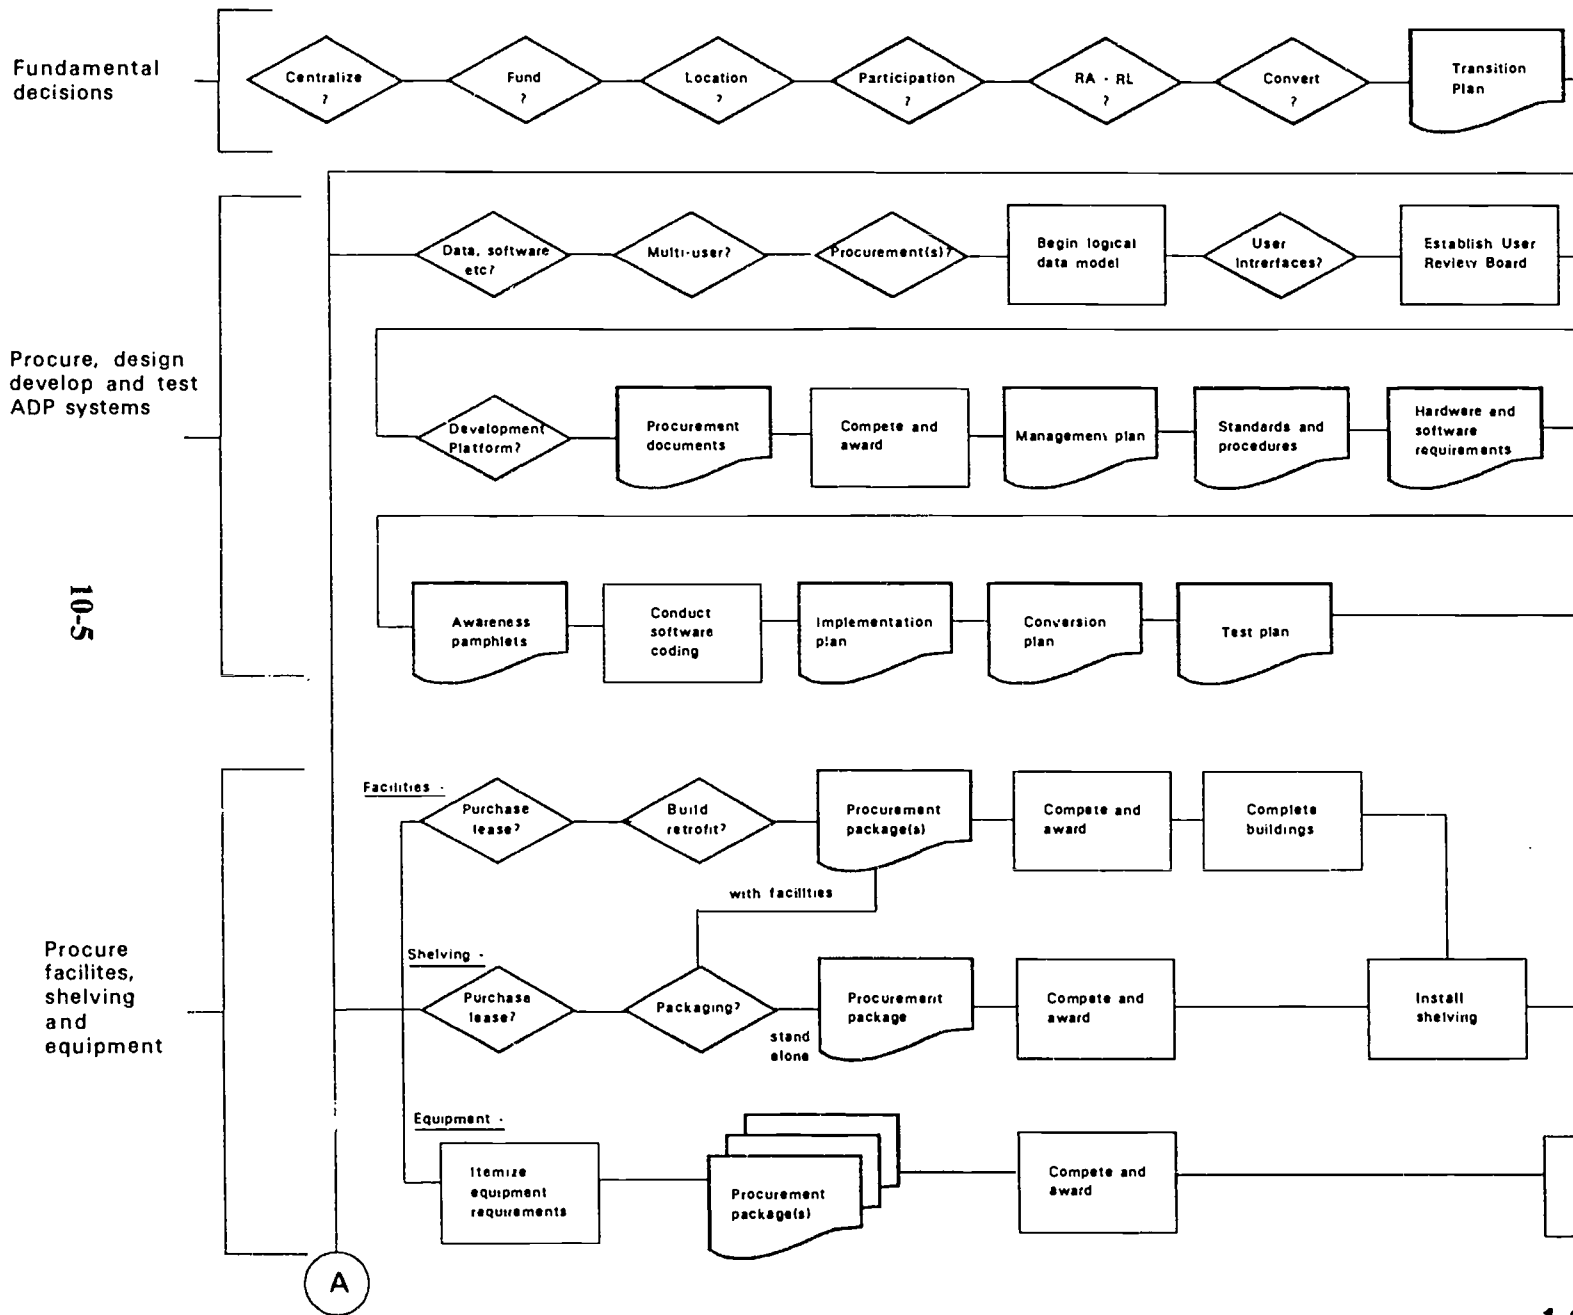 Fundamental
decisions
Centralize
?
Fund
?
Location
?
Participation
?
RA - RL
?
Convert
?
Transition
Plan
Procure, design
develop and test
ADP systems
Data, software
etc?
Multi-user?
Procurement(s)?
Begin logical
data model
User
Intrerfaces?
Establish User
Review Board
Development
Platform?
Procurement
documents
Compete and
award
Management plan
Standards and
procedures
Hardware and
software
requirements
10-5
Awareness
pamphlets
Conduct
software
coding
Implementation
plan
Conversion
plan
Test plan
Procure
facilites,
shelving
and
equipment
Facilities -
Purchase
lease?
Build
retrofit?
Procurement
package(s)
Compete and
award
Complete
buildings
with facilities
Shelving -
Purchase
lease?
Packaging?
stand
alone
Procurement
package
Compete and
award
Install
shelving
Equipment -
Itemize
equipment
requirements
Procurement
package(s)
Compete and
award
A